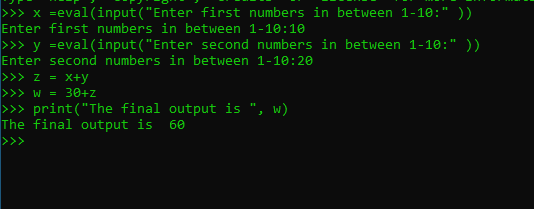 >>> x =eval(input("Enter first numbers in between 1-10:" ))
Enter first numbers in between 1-10:10
>>> y =eval(input("Enter second numbers in between 1-10:" ))
Enter second numbers in between 1-10:20
>>> z = x+y
>>> w = 30+z
>>> print("The final output is ", w)
The final output is  60
>>>